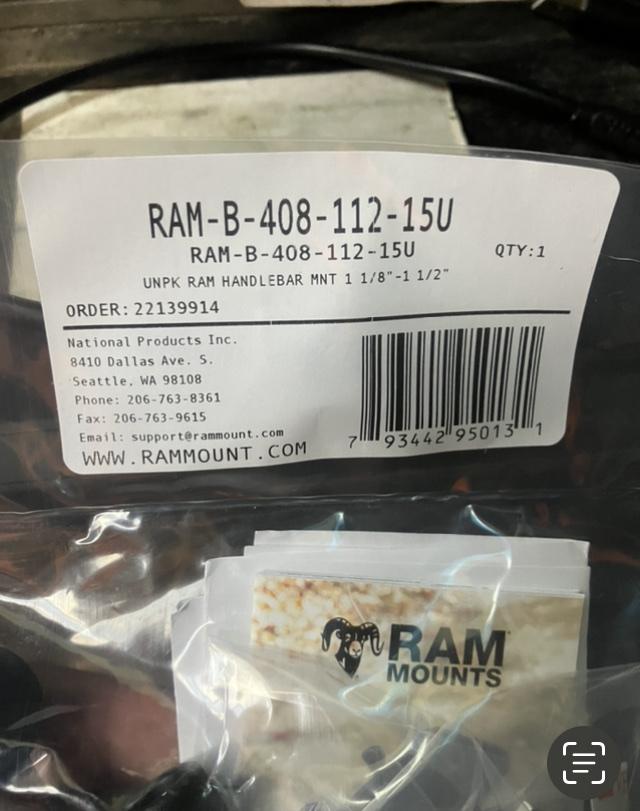 RAM-B-408-112-15U
RAM-B-408-112-15U QTY:1
UNPK RAM HANDLEBAR MNT 1 1/8"-1 1/2"
ORDER: 22139914
National Products Inc.
8410 Dallas Ave. S.
Seattle, WA 98108
Phone: 206-763-8361
Fax: 206-763-9615
Email: support@rammount.com
WWW.RAMMOUNT.COM
7 93442 95013 1
RAM
MOUNTS